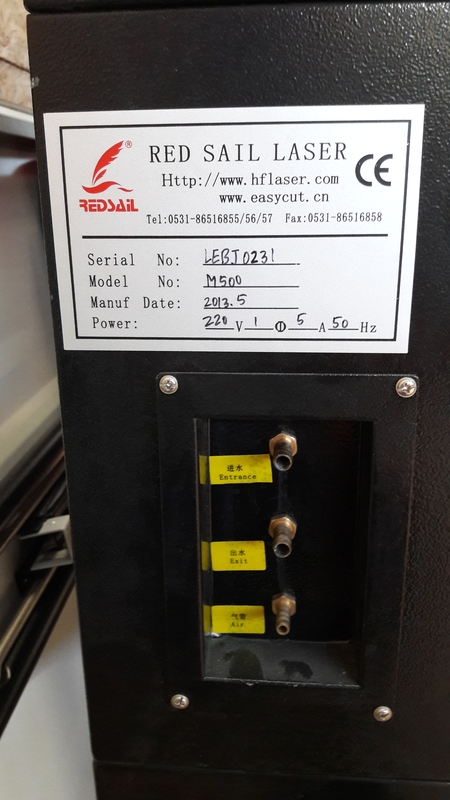 REDSAIL
®
RED SAIL LASER
CE
Http://www.hflaser.com
www.easycut.cn
Tel:0531-86516855/56/57 Fax:0531-86516858
Serial No: LEBJ0231
Model No: M500
Manuf Date: 2013.5
Power: 220 V 1 Φ 5 A 50 Hz
进水
Entrance
出水
Exit
气管
Air